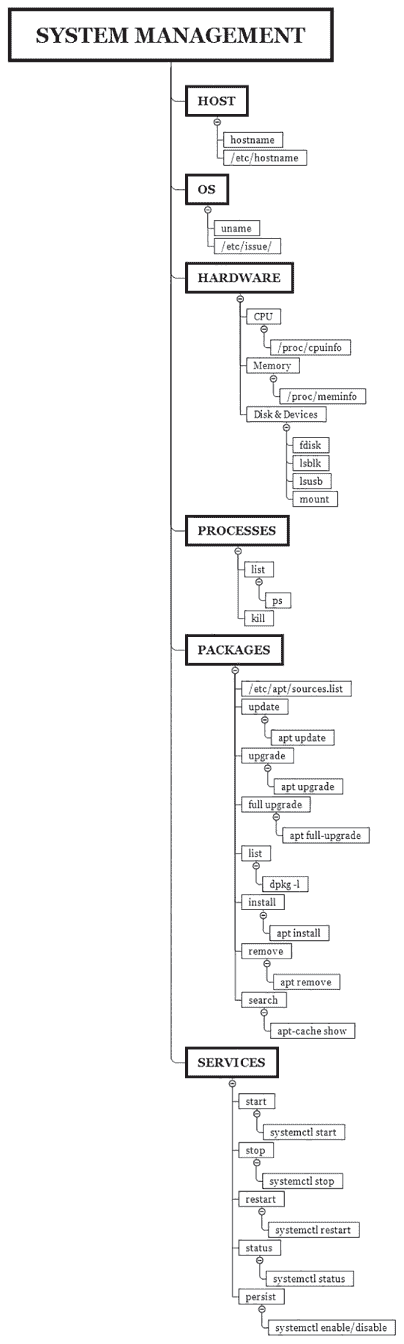 SYSTEM MANAGEMENT
HOST
hostname
/etc/hostname
OS
uname
/etc/issue/
HARDWARE
CPU
/proc/cpuinfo
Memory
/proc/meminfo
Disk & Devices
fdisk
lsblk
lsusb
mount
PROCESSES
list
ps
kill
PACKAGES
/etc/apt/sources.list
update
apt update
upgrade
apt upgrade
full upgrade
apt full-upgrade
list
dpkg -l
install
apt install
remove
apt remove
search
apt-cache show
SERVICES
start
systemctl start
stop
systemctl stop
restart
systemctl restart
status
systemctl status
persist
systemctl enable/disable